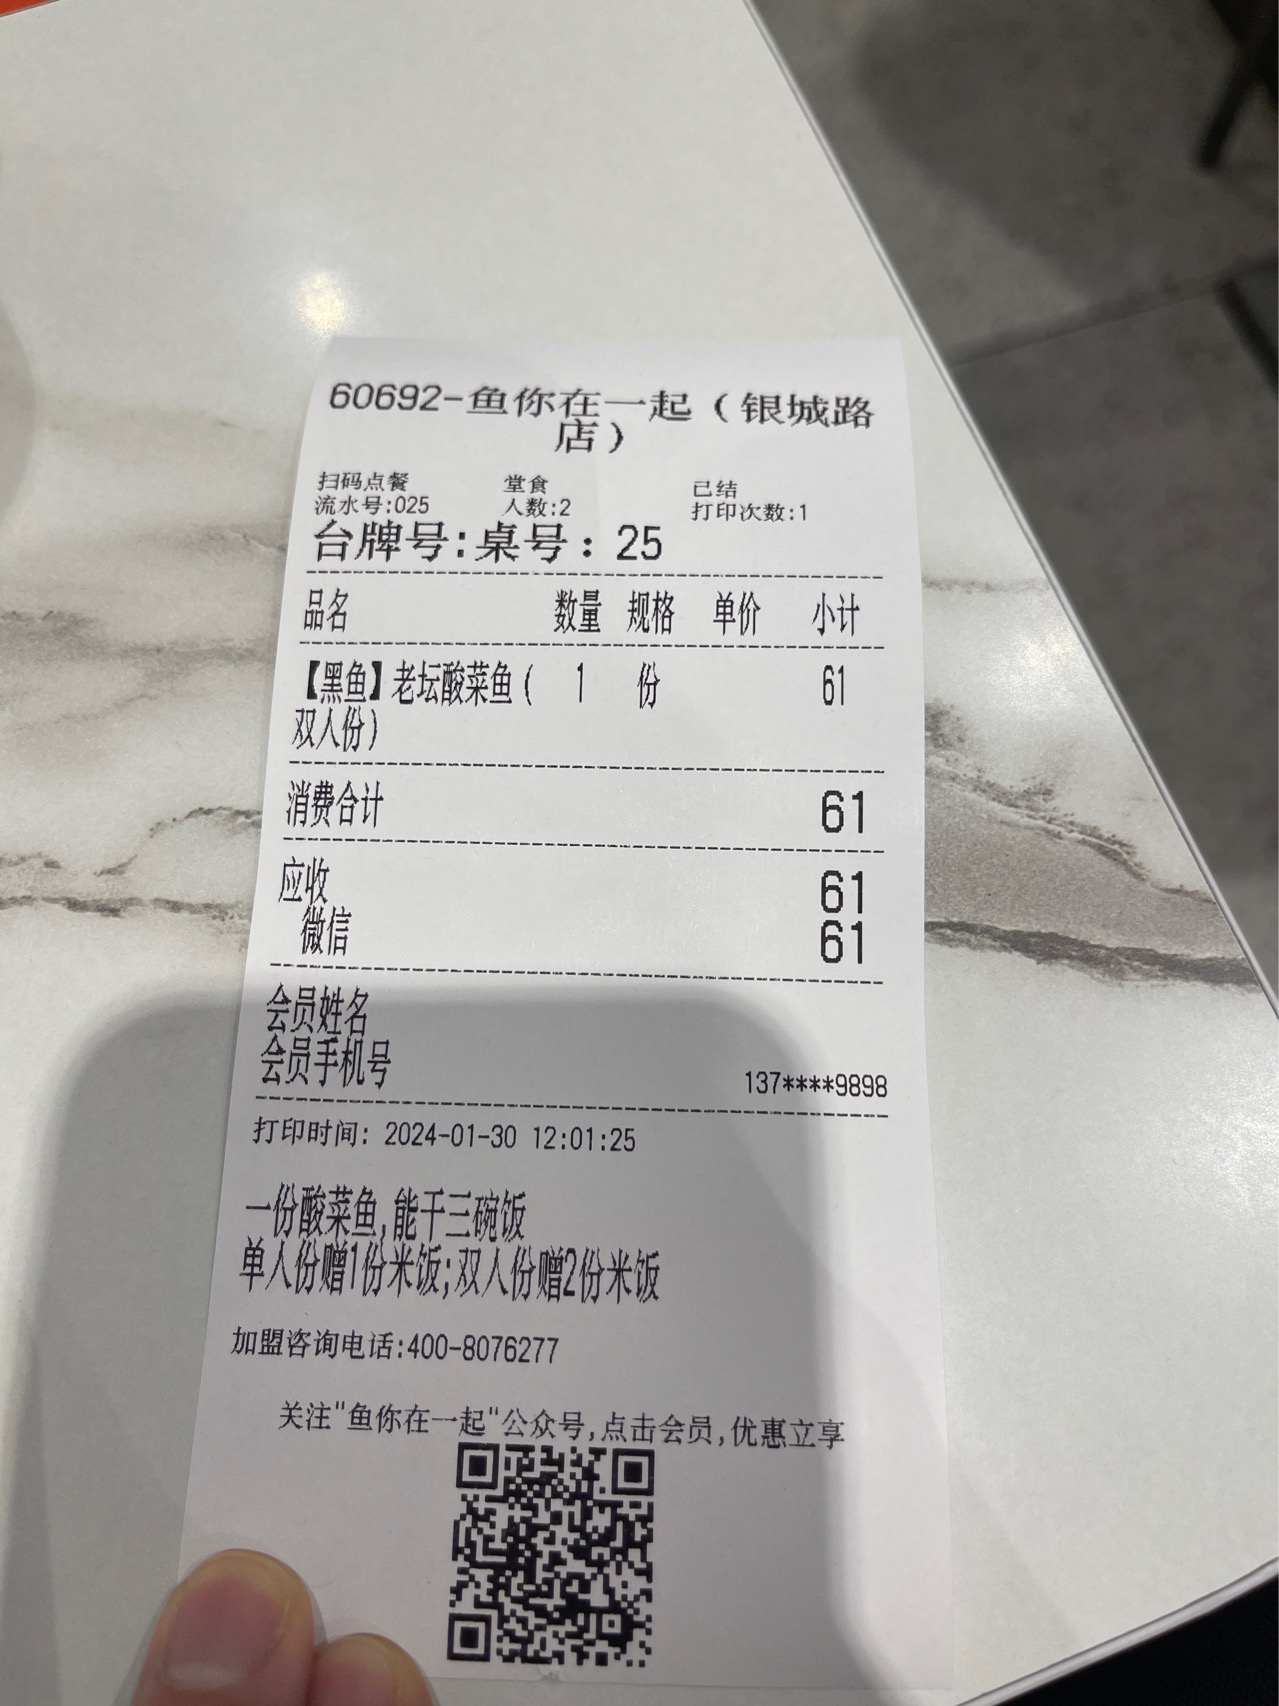 60692-鱼你在一起（银城路
店）
扫码点餐 堂食 已结
流水号:025 人数:2 打印次数:1
台牌号:桌号：25
品名 数量 规格 单价 小计
【黑鱼】老坛酸菜鱼( 1 份 61
双人份)
消费合计 61
应收 61
微信 61
会员姓名
会员手机号 137****9898
打印时间: 2024-01-30 12:01:25
一份酸菜鱼,能干三碗饭
单人份赠1份米饭;双人份赠2份米饭
加盟咨询电话:400-8076277
关注"鱼你在一起"公众号,点击会员,优惠立享